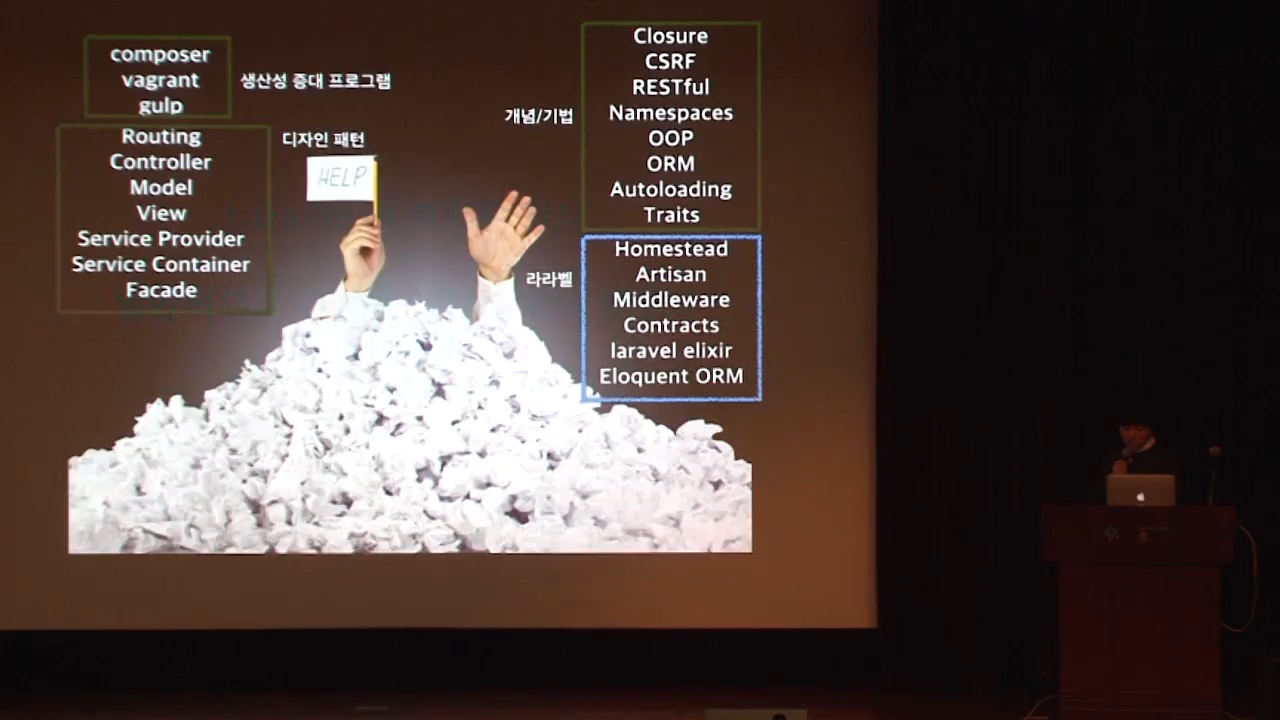 composer
vagrant
gulp
생산성 증대 프로그램
Routing
Controller
Model
View
Service Provider
Service Container
Facade
디자인 패턴
HELP
개념/기법
Closure
CSRF
RESTful
Namespaces
OOP
ORM
Autoloading
Traits
라라벨
Homestead
Artisan
Middleware
Contracts
laravel elixir
Eloquent ORM